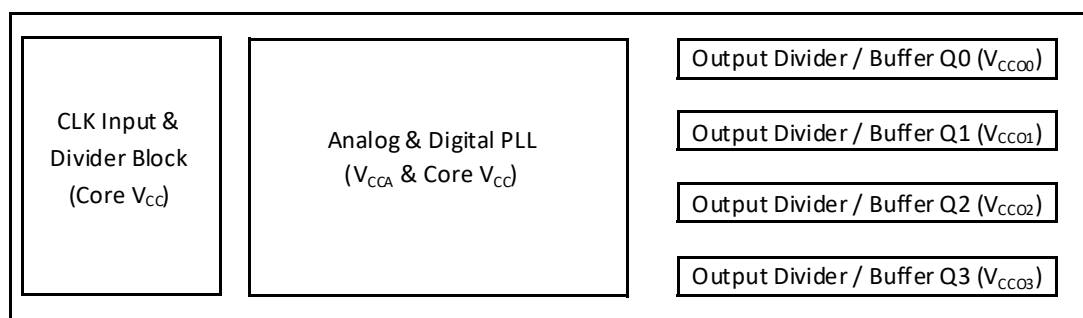 CLK Input &
Divider Block
(Core VCC)
Analog & Digital PLL
(VCCA & Core VCC)
Output Divider / Buffer Q0 (VCCO0)
Output Divider / Buffer Q1 (VCCO1)
Output Divider / Buffer Q2 (VCCO2)
Output Divider / Buffer Q3 (VCCO3)